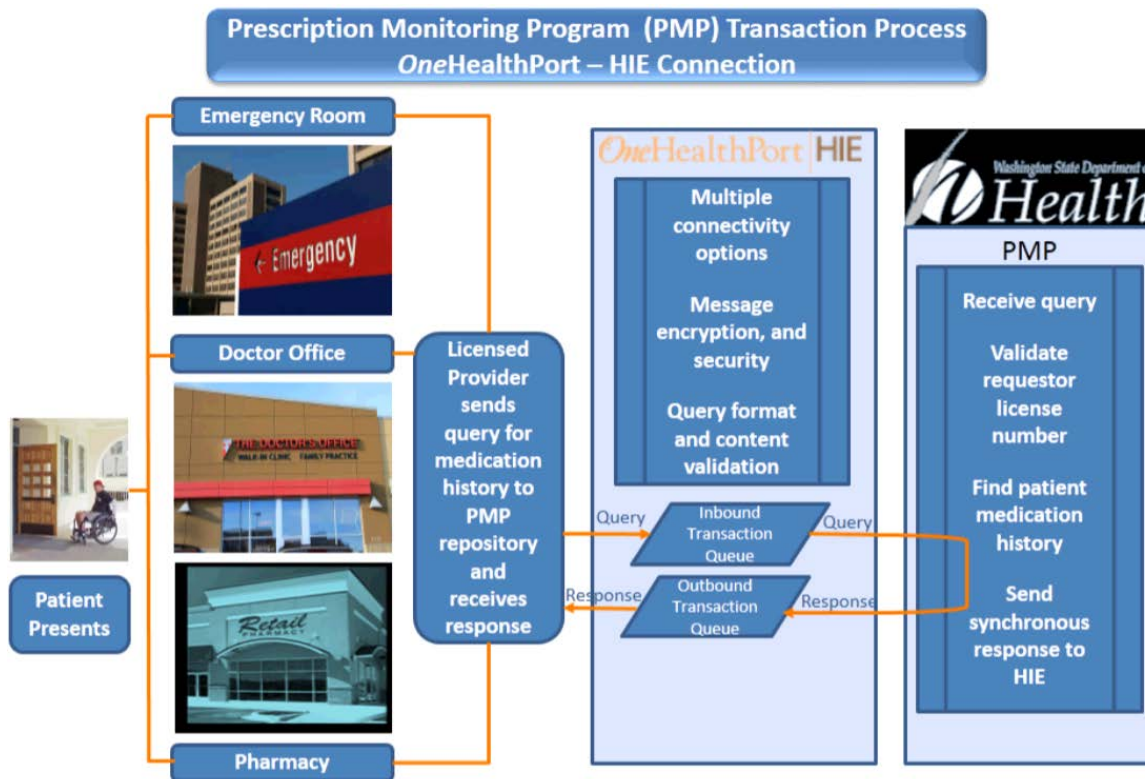 Prescription Monitoring Program (PMP) Transaction Process
OneHealthPort – HIE Connection
Emergency Room
Emergency
Doctor Office
THE DOCTOR'S OFFICE
WALK-IN CLINIC FAMILY PRACTICE
Patient
Presents
Retail
PHARMACY
Pharmacy
Licensed
Provider
sends
query for
medication
history to
PMP
repository
and
receives
response
OneHealthPort HIE
Multiple
connectivity
options
Message
encryption, and
security
Query format
and content
validation
Query
Inbound
Transaction
Queue
Query
Response
Outbound
Transaction
Queue
Response
Washington State Department o
Health
PMP
Receive query
Validate
requestor
license
number
Find patient
medication
history
Send
synchronous
response to
HIE